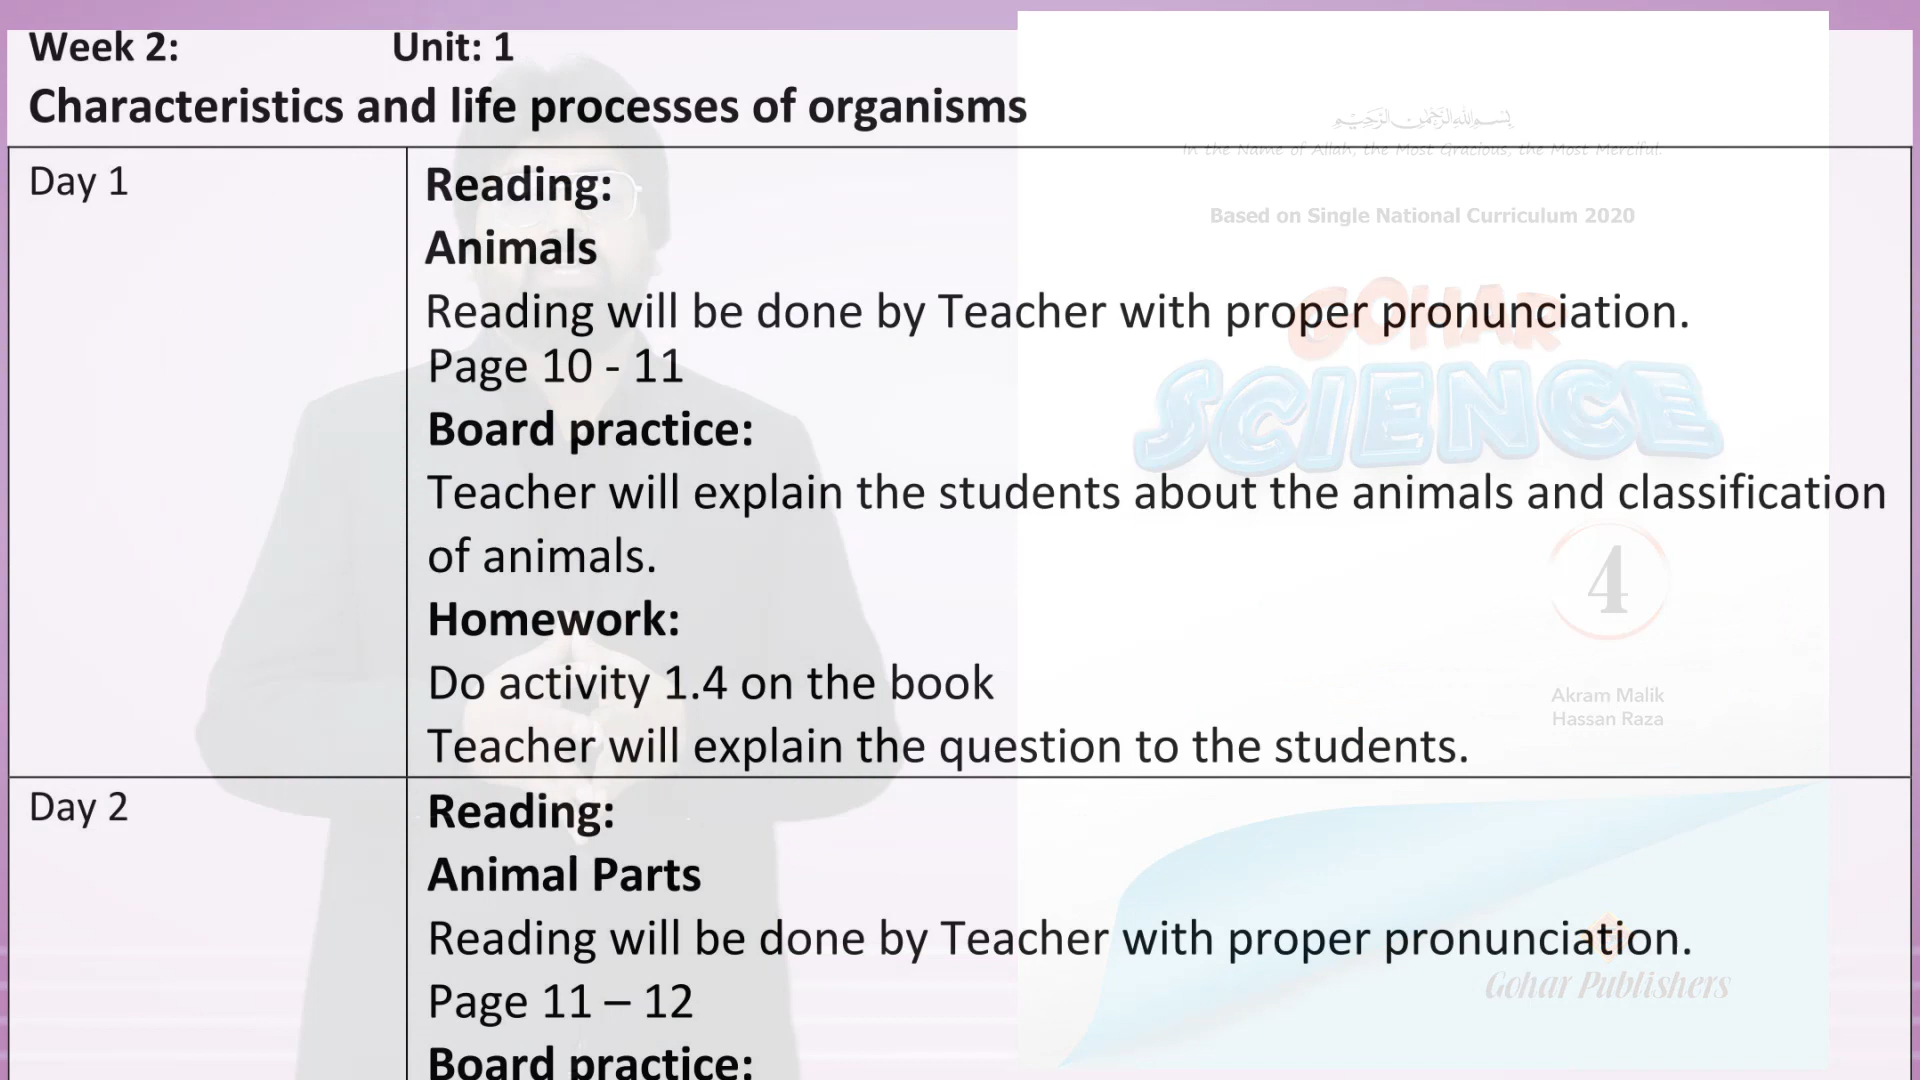 Week 2: Unit: 1
Characteristics and life processes of organisms
Day 1
Reading:
Animals
Reading will be done by Teacher with proper pronunciation.
Page 10 - 11
Board practice:
Teacher will explain the students about the animals and classification
of animals.
Homework:
Do activity 1.4 on the book
Teacher will explain the question to the students.
Day 2
Reading:
Animal Parts
Reading will be done by Teacher with proper pronunciation.
Page 11 – 12
Board practice:
بسم الله الرحمن الرحيم
In the Name of Allah, the Most Gracious, the Most Merciful.
Based on Single National Curriculum 2020
GOHAR
SCIENCE
4
Akram Malik
Hassan Raza
Gohar Publishers